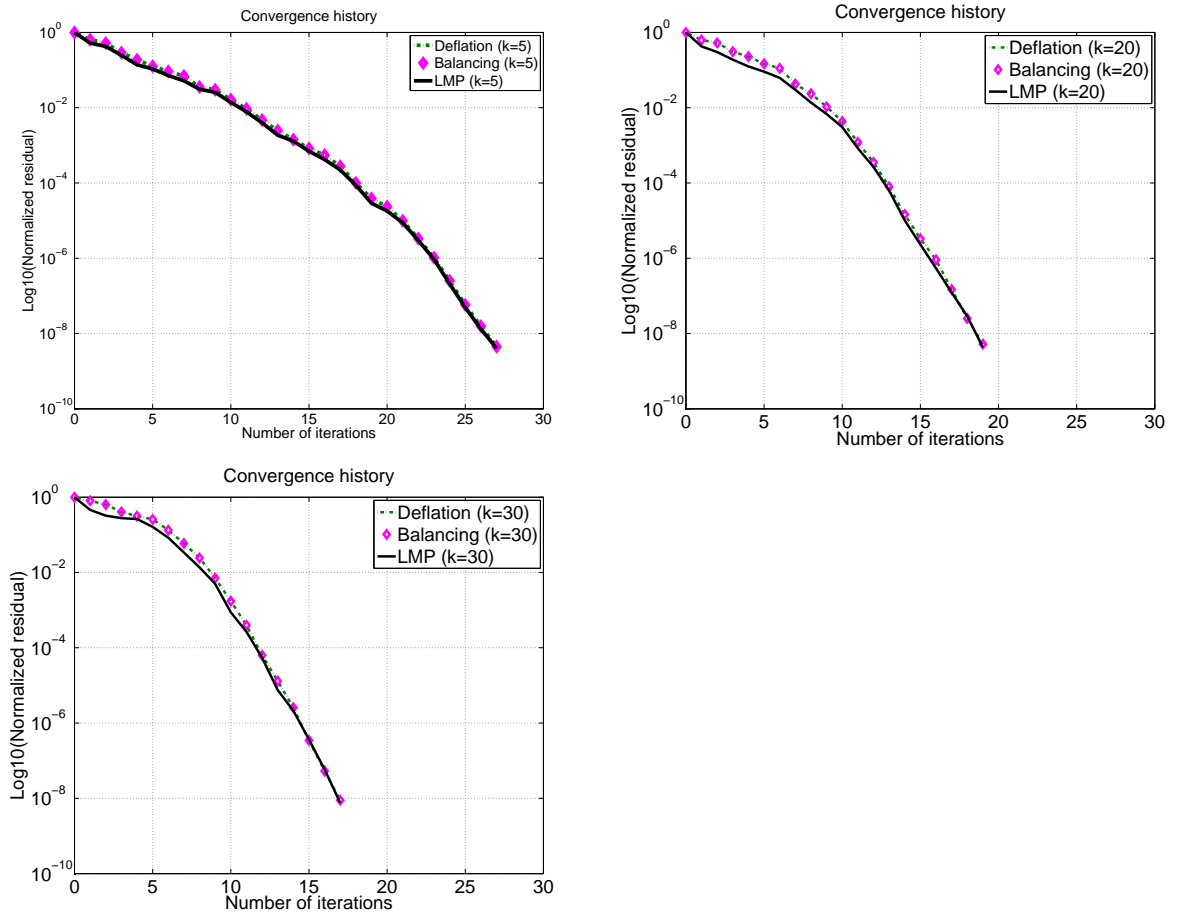 Convergence history
Log10(Normalized residual)
10^0
10^-2
10^-4
10^-6
10^-8
10^-10
Deflation (k=5)
Balancing (k=5)
LMP (k=5)
0 5 10 15 20 25 30
Number of iterations
Convergence history
Log10(Normalized residual)
10^0
10^-2
10^-4
10^-6
10^-8
10^-10
Deflation (k=20)
Balancing (k=20)
LMP (k=20)
0 5 10 15 20 25 30
Number of iterations
Convergence history
Log10(Normalized residual)
10^0
10^-2
10^-4
10^-6
10^-8
10^-10
Deflation (k=30)
Balancing (k=30)
LMP (k=30)
0 5 10 15 20 25 30
Number of iterations